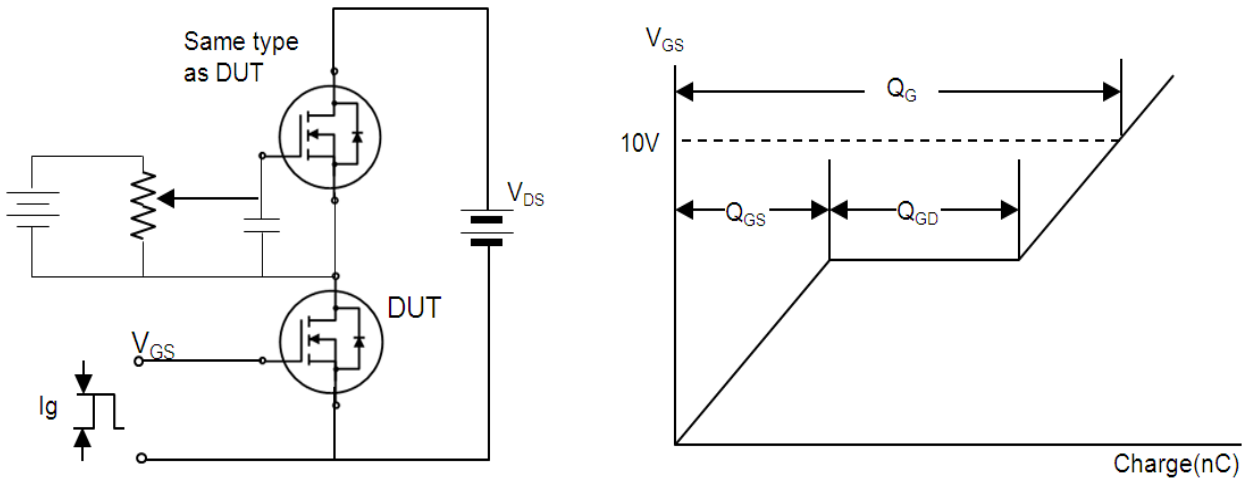 Same type
as DUT
V_DS
DUT
V_GS
Ig
V_GS
Q_G
10V
Q_GS
Q_GD
Charge(nC)